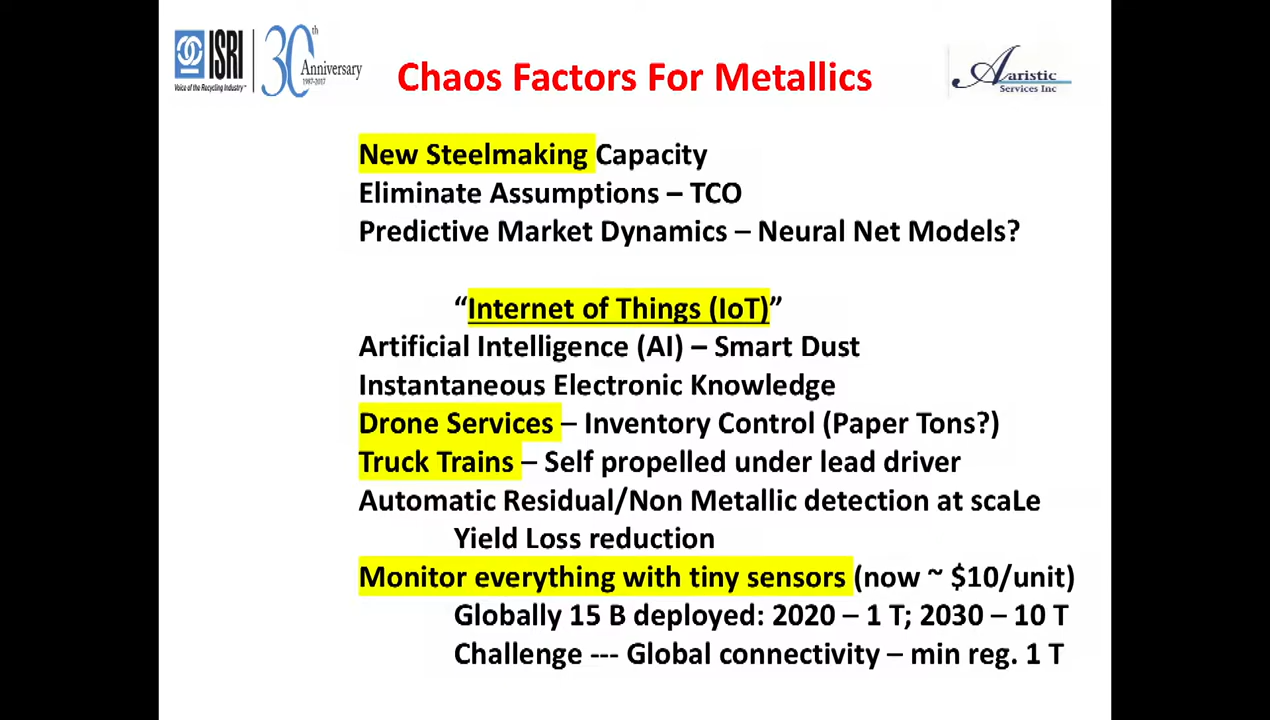 ISRI
Voice of the Recycling Industry™
30th
Anniversary
1987-2017
Chaos Factors For Metallics
Aaristic
Services Inc
New Steelmaking Capacity
Eliminate Assumptions – TCO
Predictive Market Dynamics – Neural Net Models?
“Internet of Things (IoT)”
Artificial Intelligence (AI) – Smart Dust
Instantaneous Electronic Knowledge
Drone Services – Inventory Control (Paper Tons?)
Truck Trains – Self propelled under lead driver
Automatic Residual/Non Metallic detection at scaLe
Yield Loss reduction
Monitor everything with tiny sensors (now ~ $10/unit)
Globally 15 B deployed: 2020 – 1 T; 2030 – 10 T
Challenge --- Global connectivity – min reg. 1 T